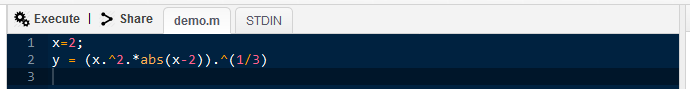 Execute | Share demo.m STDIN
1 x=2;
2 y = (x.^2.*abs(x-2)).^(1/3)
3